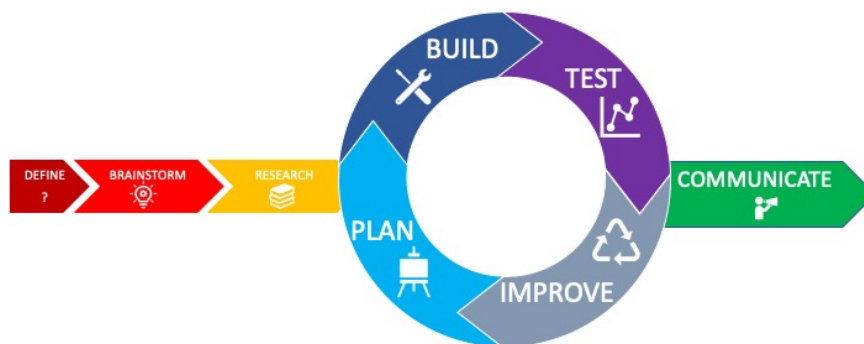 DEFINE
?
BRAINSTORM
RESEARCH
PLAN
BUILD
TEST
IMPROVE
COMMUNICATE